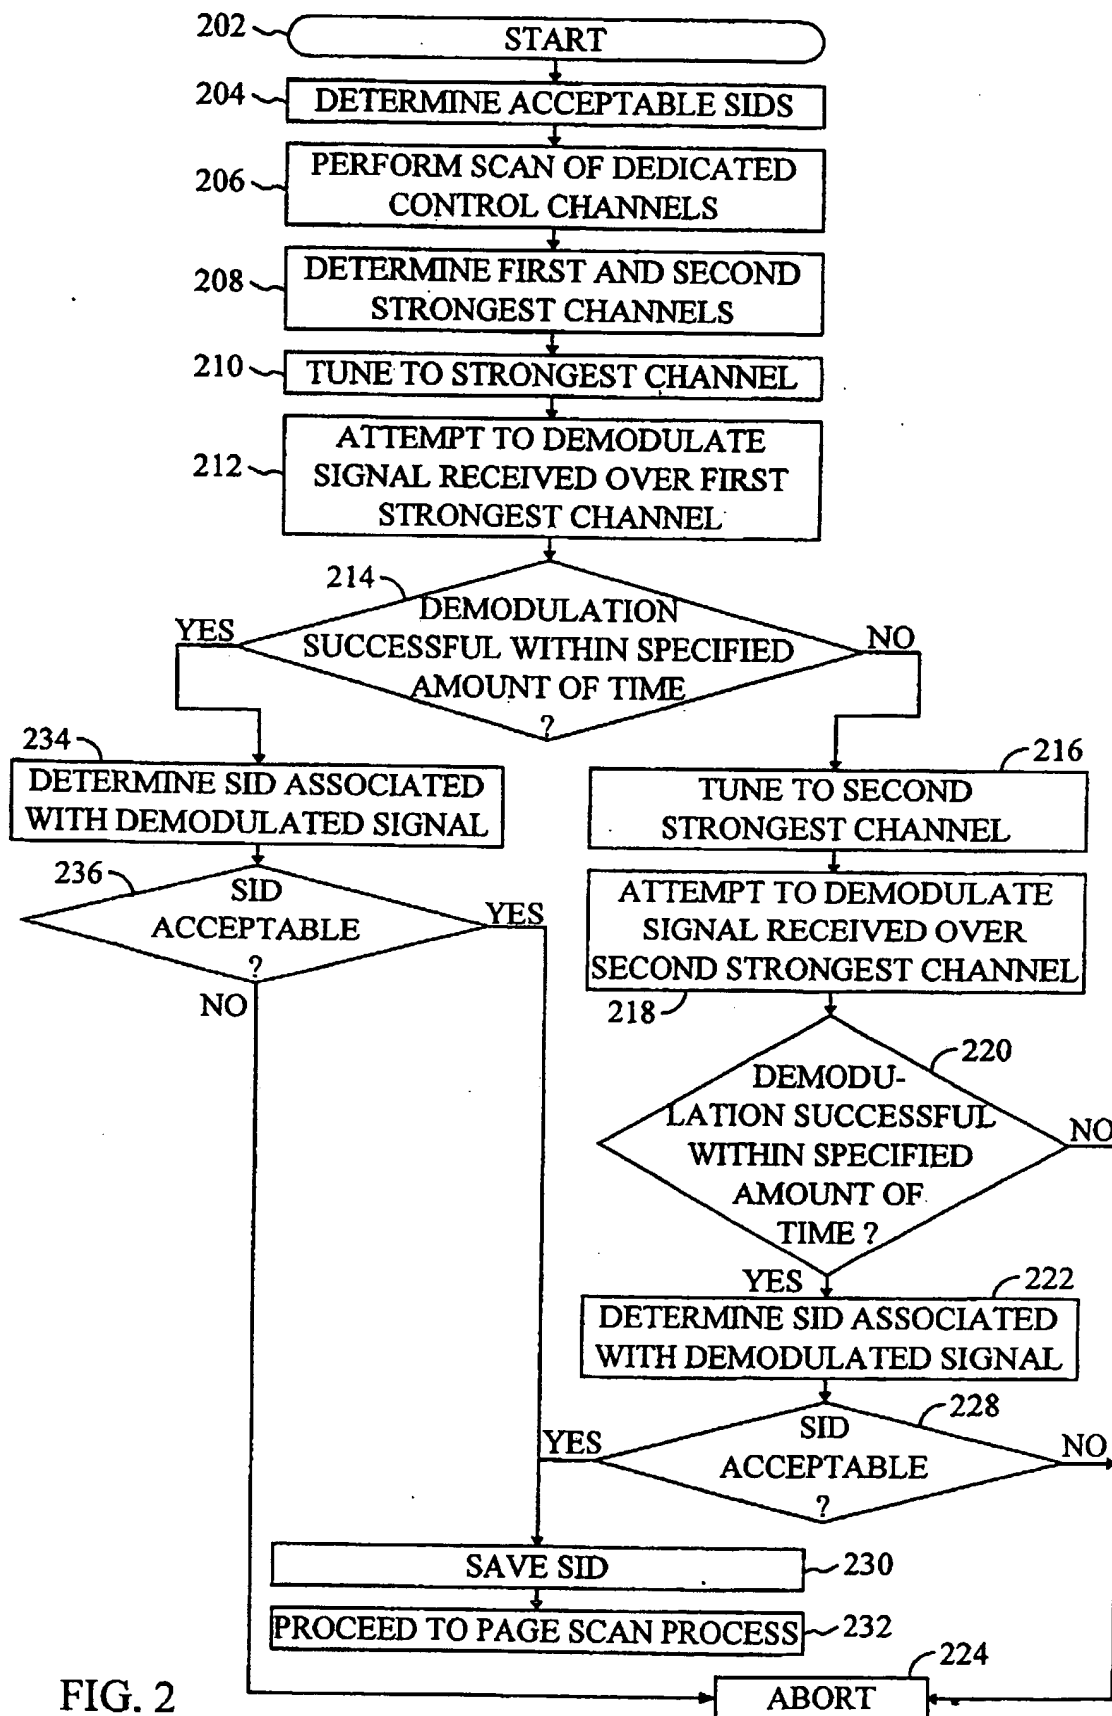 202
START
204
DETERMINE ACCEPTABLE SIDS
206
PERFORM SCAN OF DEDICATED
CONTROL CHANNELS
208
DETERMINE FIRST AND SECOND
STRONGEST CHANNELS
210
TUNE TO STRONGEST CHANNEL
212
ATTEMPT TO DEMODULATE
SIGNAL RECEIVED OVER FIRST
STRONGEST CHANNEL
214
DEMODULATION
SUCCESSFUL WITHIN SPECIFIED
AMOUNT OF TIME
?
YES
NO
234
DETERMINE SID ASSOCIATED
WITH DEMODULATED SIGNAL
236
SID
ACCEPTABLE
?
YES
NO
216
TUNE TO SECOND
STRONGEST CHANNEL
ATTEMPT TO DEMODULATE
SIGNAL RECEIVED OVER
SECOND STRONGEST CHANNEL
218
220
DEMODU-
LATION SUCCESSFUL
WITHIN SPECIFIED
AMOUNT OF
TIME ?
NO
YES
222
DETERMINE SID ASSOCIATED
WITH DEMODULATED SIGNAL
228
SID
ACCEPTABLE
?
YES
NO
SAVE SID
230
PROCEED TO PAGE SCAN PROCESS
232
224
ABORT
FIG. 2